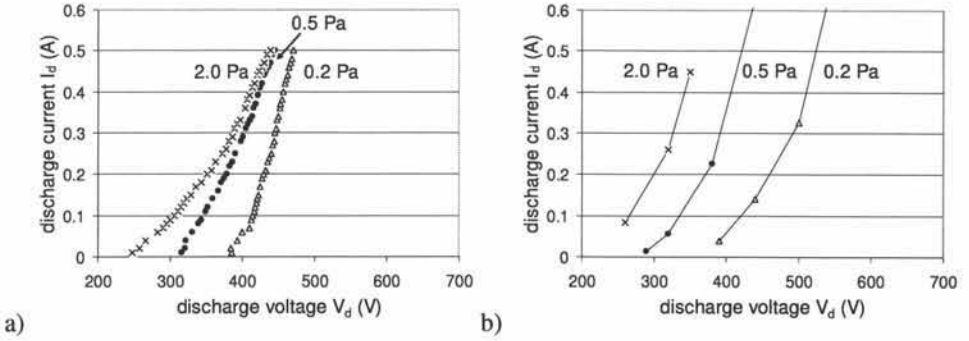 discharge current I_d (A)
0.6
0.5
0.4
0.3
0.2
0.1
0
200 300 400 500 600 700
discharge voltage V_d (V)
0.5 Pa
2.0 Pa
0.2 Pa
a)
discharge current I_d (A)
0.6
0.5
0.4
0.3
0.2
0.1
0
200 300 400 500 600 700
discharge voltage V_d (V)
2.0 Pa
0.5 Pa
0.2 Pa
b)